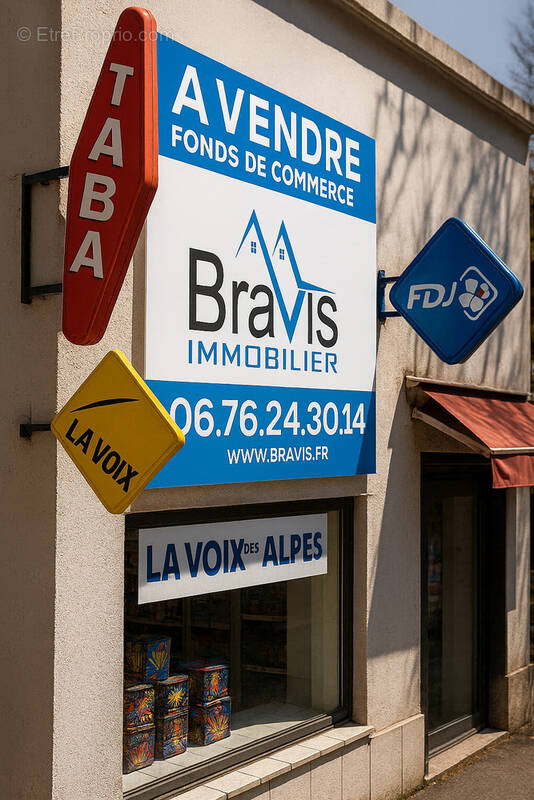 © EtreProprio.com
TABA
A VENDRE
FONDS DE COMMERCE
BraVis
IMMOBILIER
06.76.24.30.14
WWW.BRAVIS.FR
FDJ
LA VOIX
LA VOIX DES ALPES